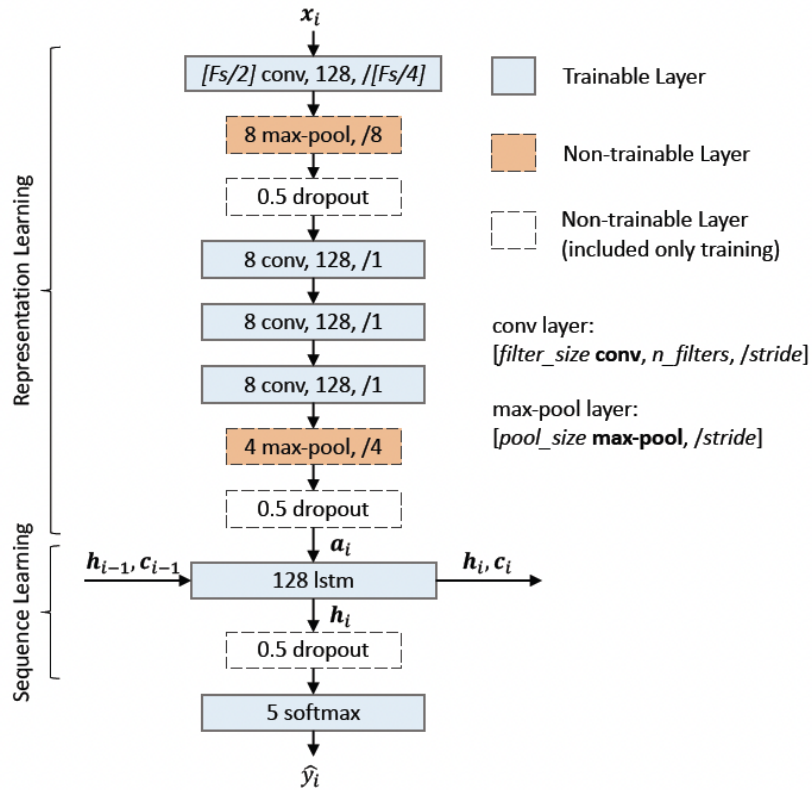 x_i
[Fs/2] conv, 128, /[Fs/4]
8 max-pool, /8
0.5 dropout
8 conv, 128, /1
8 conv, 128, /1
8 conv, 128, /1
4 max-pool, /4
0.5 dropout
a_i
h_{i-1}, c_{i-1}
128 lstm
h_i, c_i
h_i
0.5 dropout
5 softmax
ŷ_i
Representation Learning
Sequence Learning
Trainable Layer
Non-trainable Layer
Non-trainable Layer
(included only training)
conv layer:
[filter_size conv, n_filters, /stride]
max-pool layer:
[pool_size max-pool, /stride]